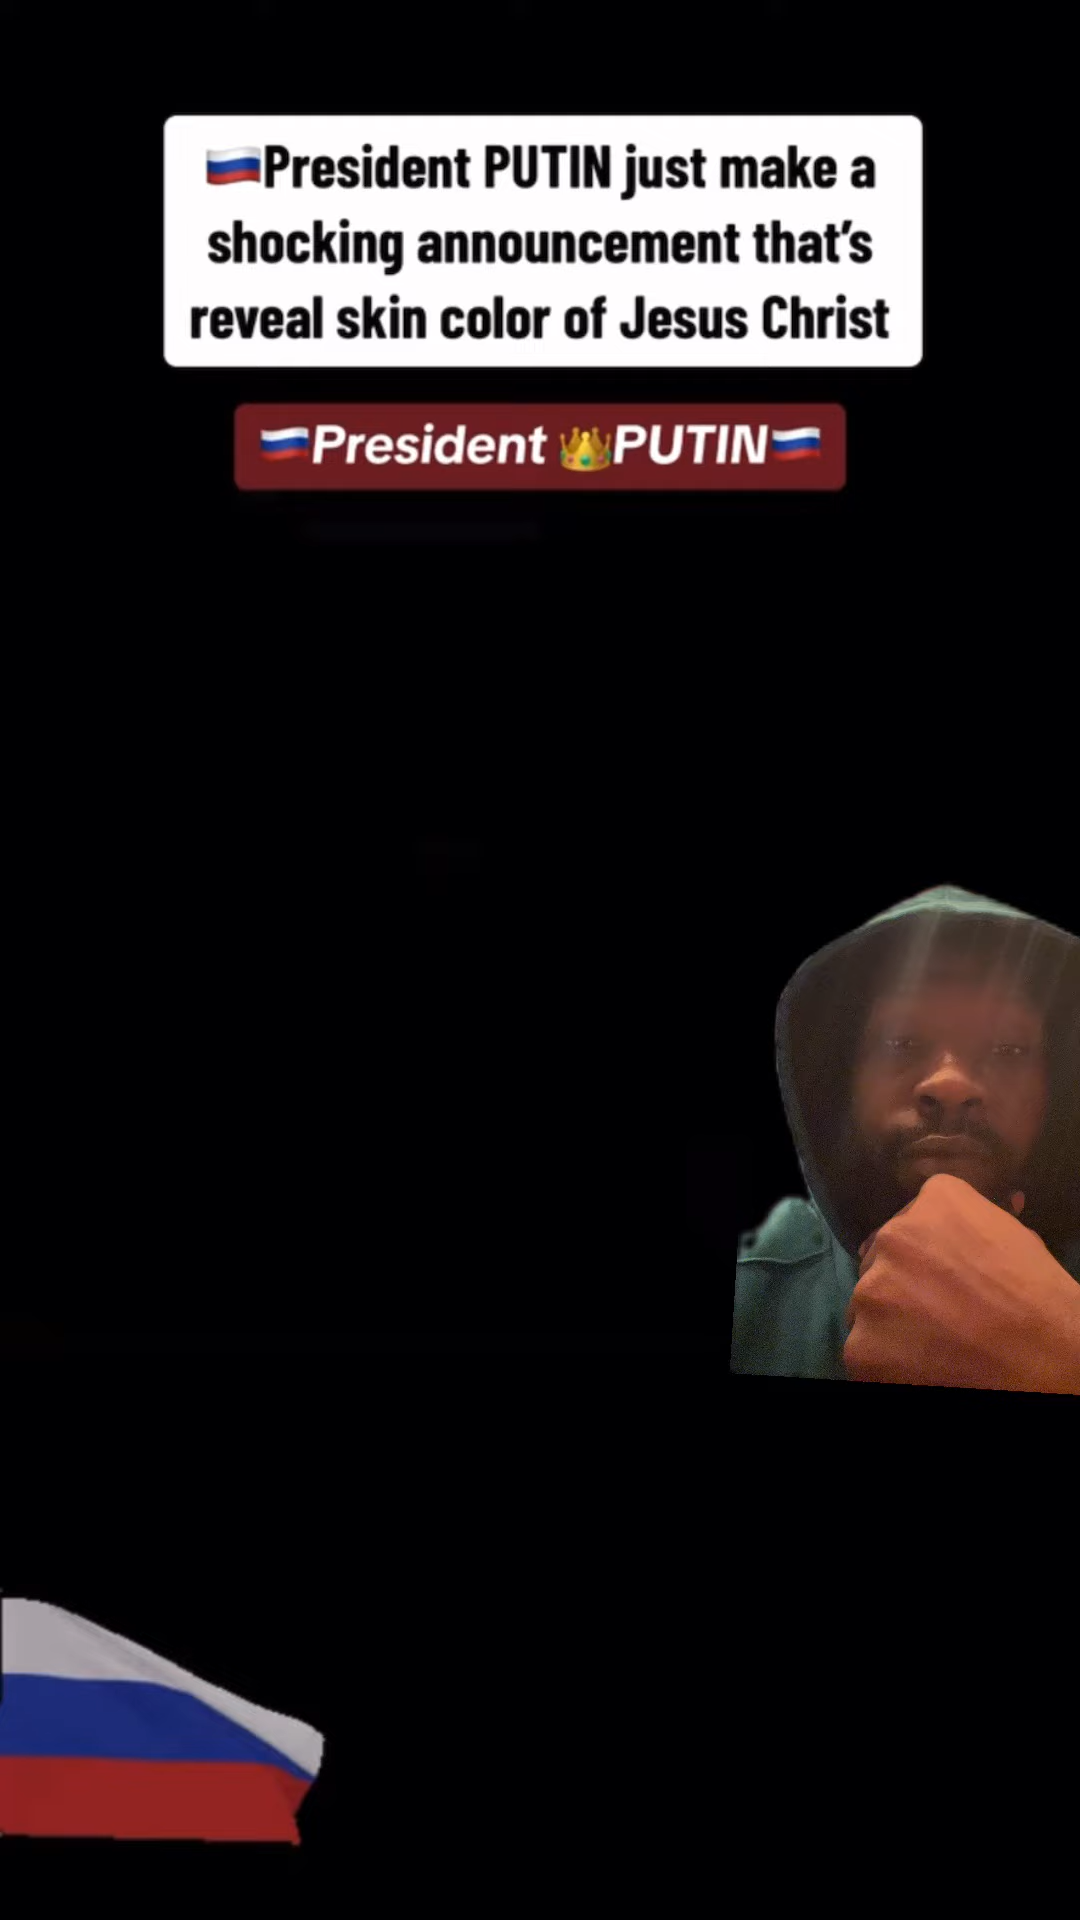 🇷🇺President PUTIN just make a
shocking announcement that’s
reveal skin color of Jesus Christ
🇷🇺President 👑PUTIN🇷🇺